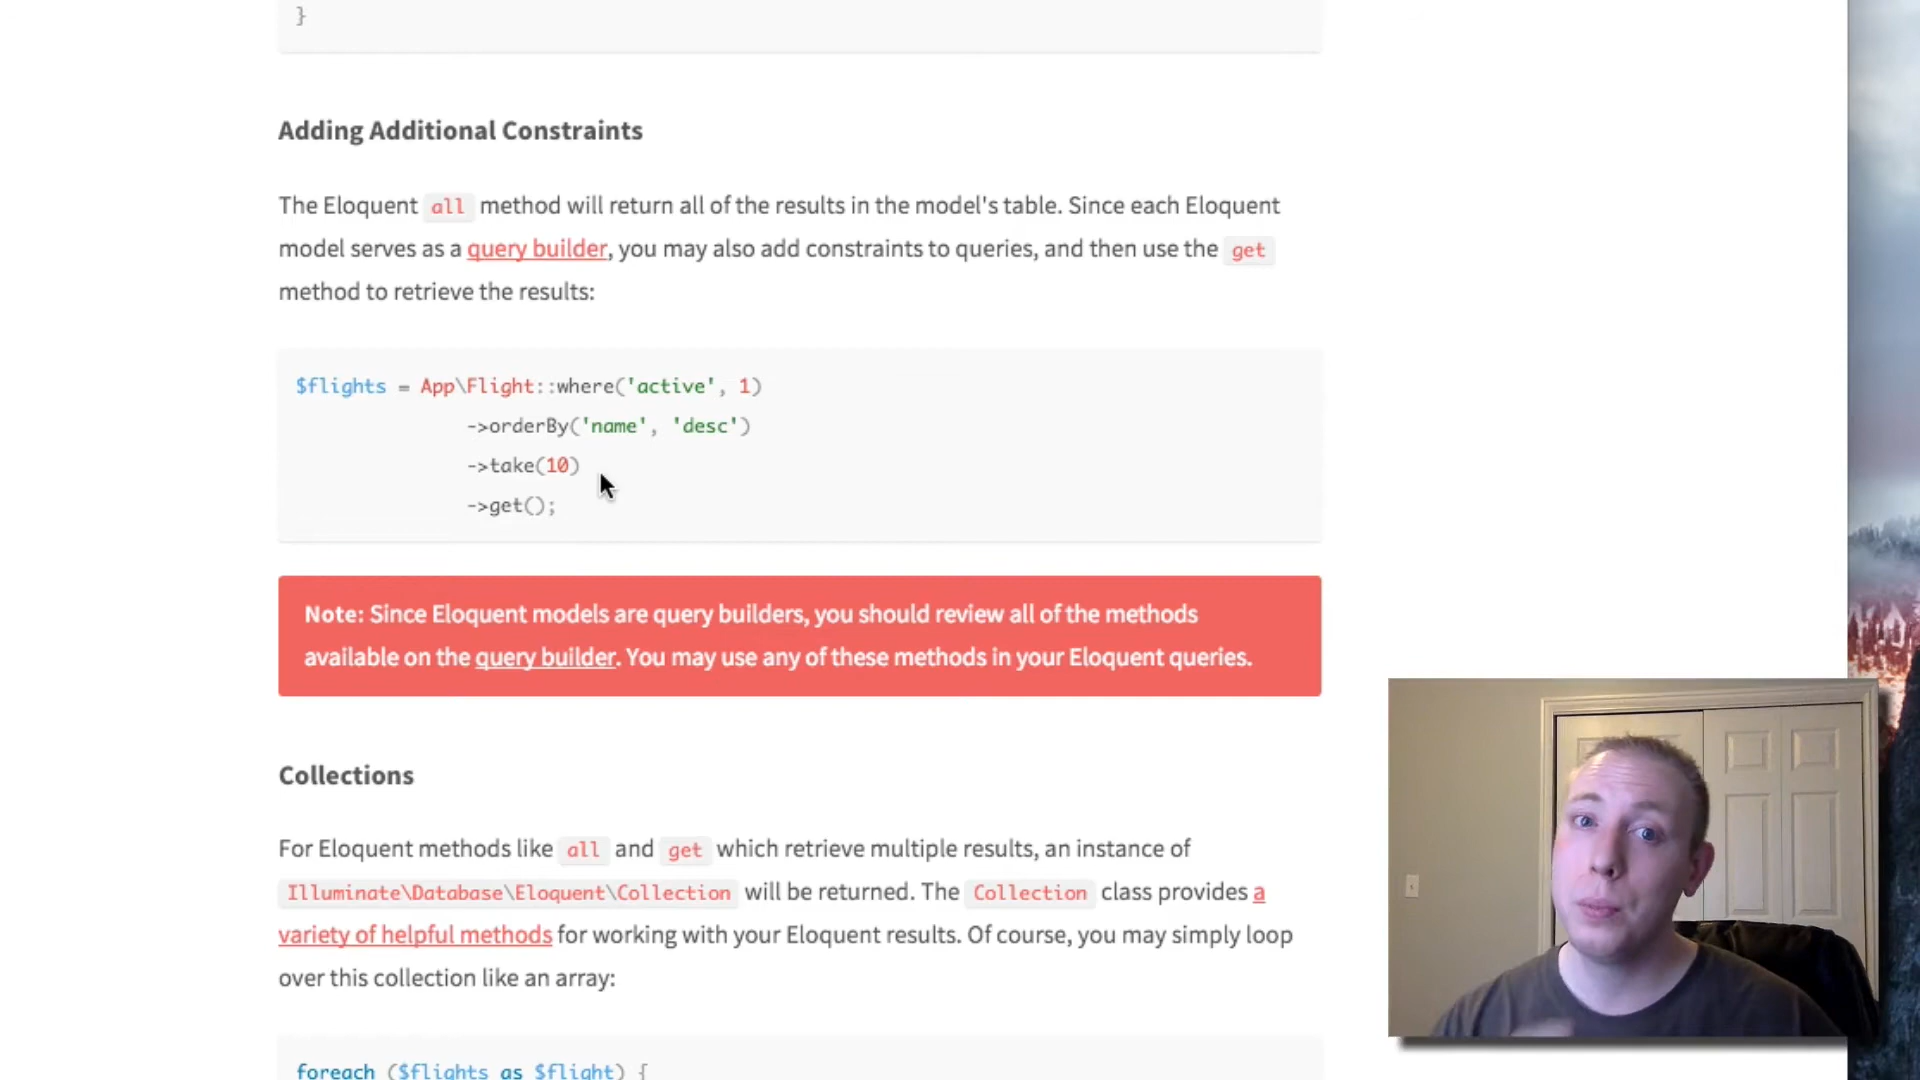 }
Adding Additional Constraints
The Eloquent all method will return all of the results in the model's table. Since each Eloquent
model serves as a query builder, you may also add constraints to queries, and then use the get
method to retrieve the results:
$flights = App\Flight::where('active', 1)
->orderBy('name', 'desc')
->take(10)
->get();
Note: Since Eloquent models are query builders, you should review all of the methods
available on the query builder. You may use any of these methods in your Eloquent queries.
Collections
For Eloquent methods like all and get which retrieve multiple results, an instance of
Illuminate\Database\Eloquent\Collection will be returned. The Collection class provides a
variety of helpful methods for working with your Eloquent results. Of course, you may simply loop
over this collection like an array:
foreach ($flights as $flight) {